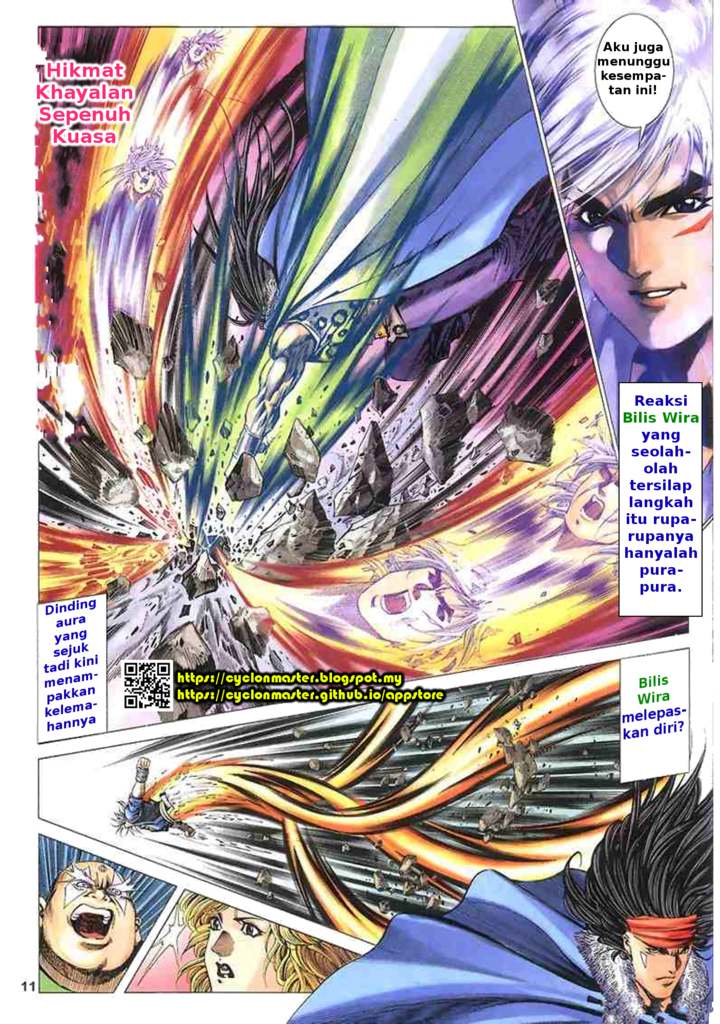 Hikmat
Khayalan
Sepenuh
Kuasa
Aku juga
menunggu
kesempa-
tan ini!
Reaksi
Bilis Wira
yang
seolah-
olah
tersilap
langkah
itu rupa-
rupanya
hanyalah
pura-
pura.
Dinding
aura
yang
sejuk
tadi kini
menam-
pakkan
kelema-
hannya
https://cyclonmaster.blogspot.my
https://cyclonmaster.github.io/appstore
Bilis
Wira
melepas-
kan diri?
11